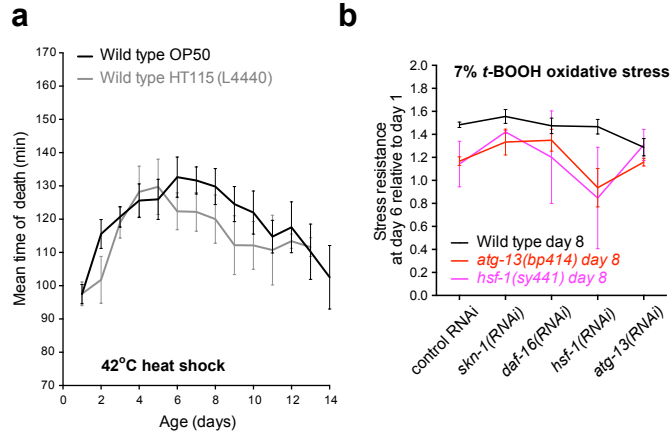 a
Wild type OP50
Wild type HT115 (L4440)
Mean time of death (min)
170
160
150
140
130
120
110
100
90
80
70
42°C heat shock
0 2 4 6 8 10 12 14
Age (days)
b
7% t-BOOH oxidative stress
Stress resistance
at day 6 relative to day 1
2.0
1.8
1.6
1.4
1.2
1.0
0.8
0.6
0.4
0.2
0.0
Wild type day 8
atg-13(bp414) day 8
hsf-1(sy441) day 8
control RNAi
skn-1(RNAi)
daf-16(RNAi)
hsf-1(RNAi)
atg-13(RNAi)